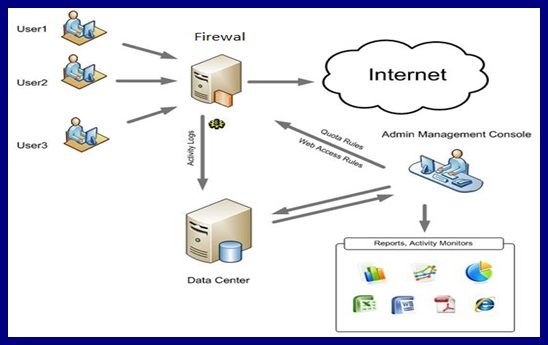 User1
Firewal
User2
Internet
User3
Activity Logs
Quota Rules
Web Access Rules
Admin Management Console
Data Center
Reports, Activity Monitors